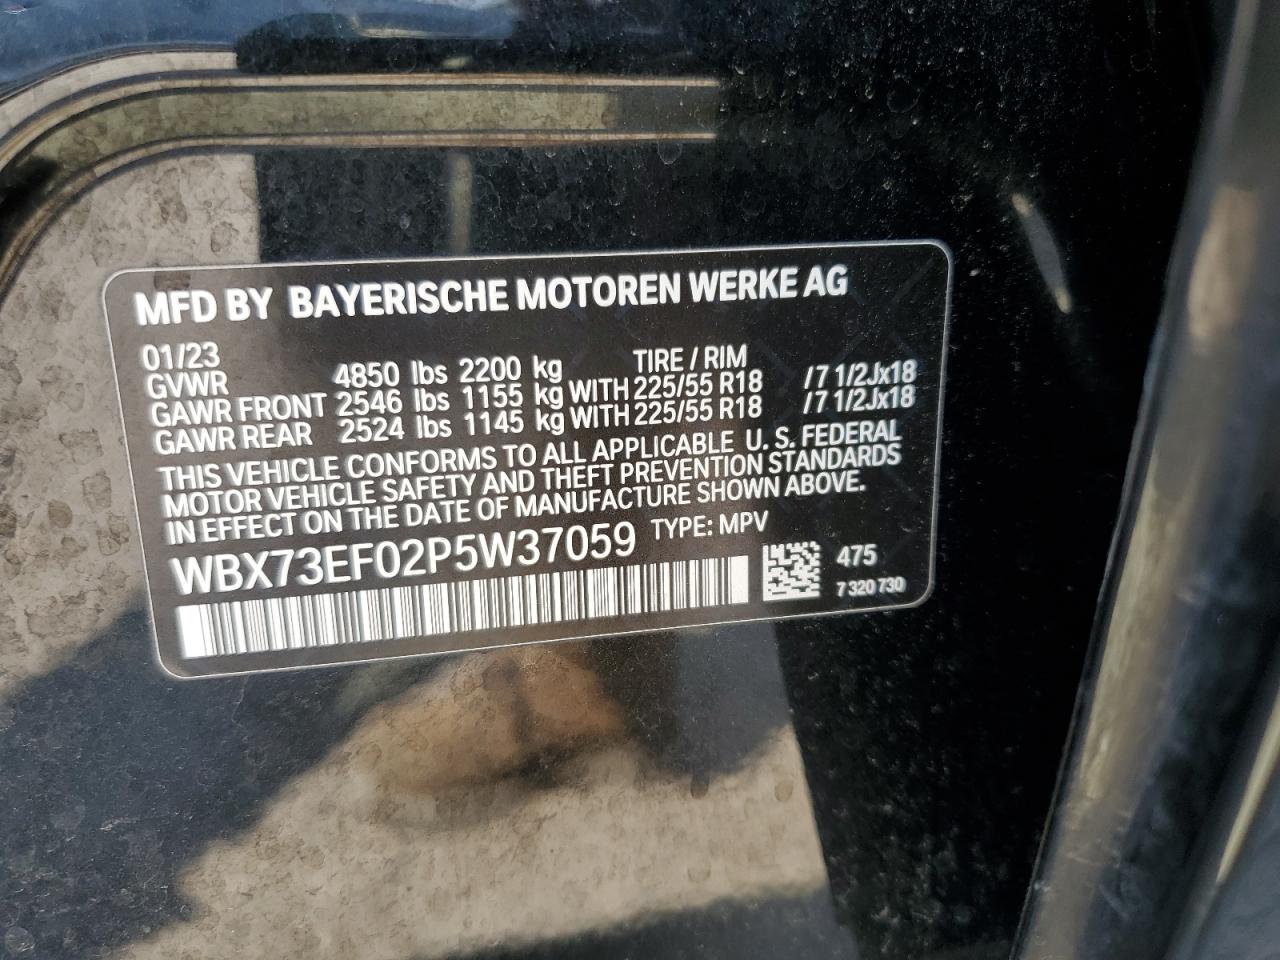 MFD BY BAYERISCHE MOTOREN WERKE AG
01/23 TIRE / RIM
GVWR 4850 lbs 2200 kg
GAWR FRONT 2546 lbs 1155 kg WITH 225/55 R18 /7 1/2Jx18
GAWR REAR 2524 lbs 1145 kg WITH 225/55 R18 /7 1/2Jx18
THIS VEHICLE CONFORMS TO ALL APPLICABLE U. S. FEDERAL
MOTOR VEHICLE SAFETY AND THEFT PREVENTION STANDARDS
IN EFFECT ON THE DATE OF MANUFACTURE SHOWN ABOVE.
WBX73EF02P5W37059 TYPE: MPV
475
7 320 730